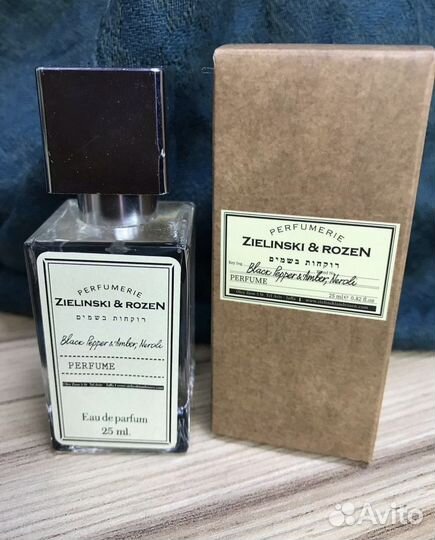 PERFUMERIE
ZIELINSKI & ROZEN
רוקחות בשמים
Black Pepper & Amber, Neroli
PERFUME
Eau de parfum
25 ml.
PERFUMERIE
ZIELINSKI & ROZEN
רוקחות בשמים
Black Pepper & Amber, Neroli
PERFUME
25 ml ℮ 0.82 fl.oz
Avito